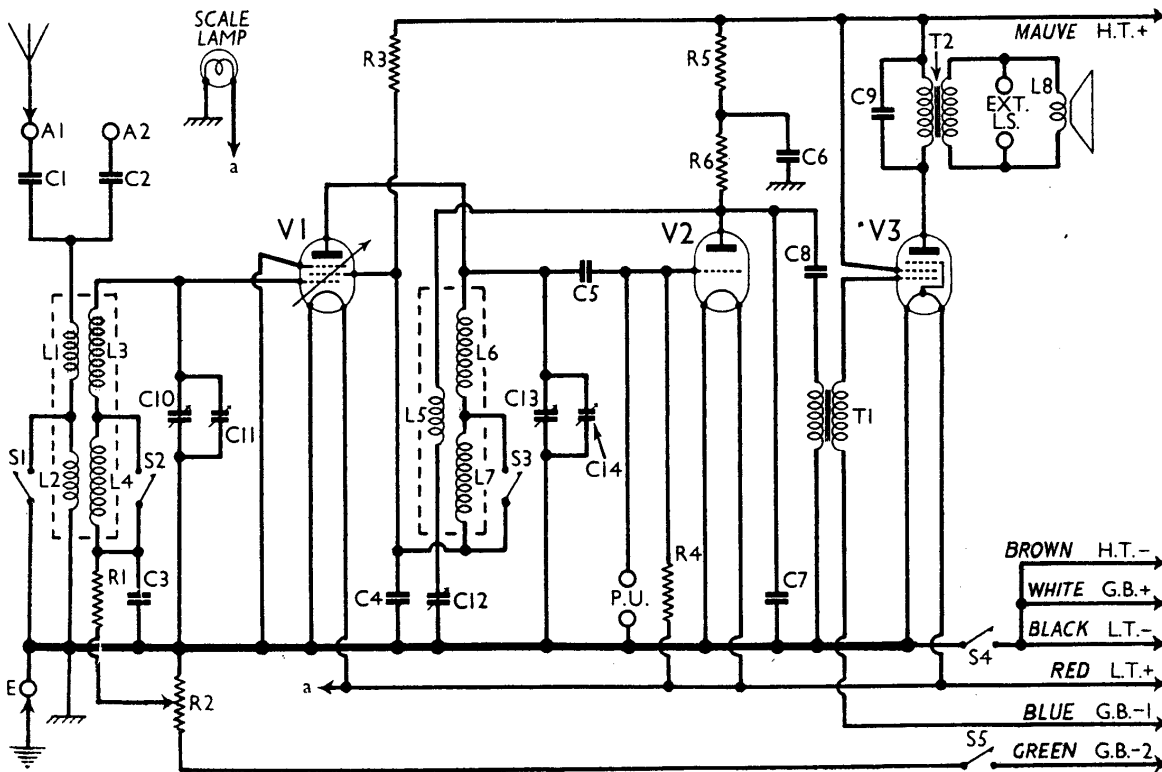 SCALE
LAMP
a
A1
A2
C1
C2
R3
R5
R6
C6
MAUVE H.T.+
T2
C9
EXT.
L.S.
L8
V1
V2
V3
C8
C5
L1
L3
C10
C11
L6
L5
C13
C14
T1
S1
L2
L4
S2
L7
S3
R1
C3
C4
C12
P.U.
R4
C7
BROWN H.T.-
WHITE G.B.+
BLACK L.T.-
S4
E
R2
a
RED L.T.+
BLUE G.B.-1
S5
GREEN G.B.-2